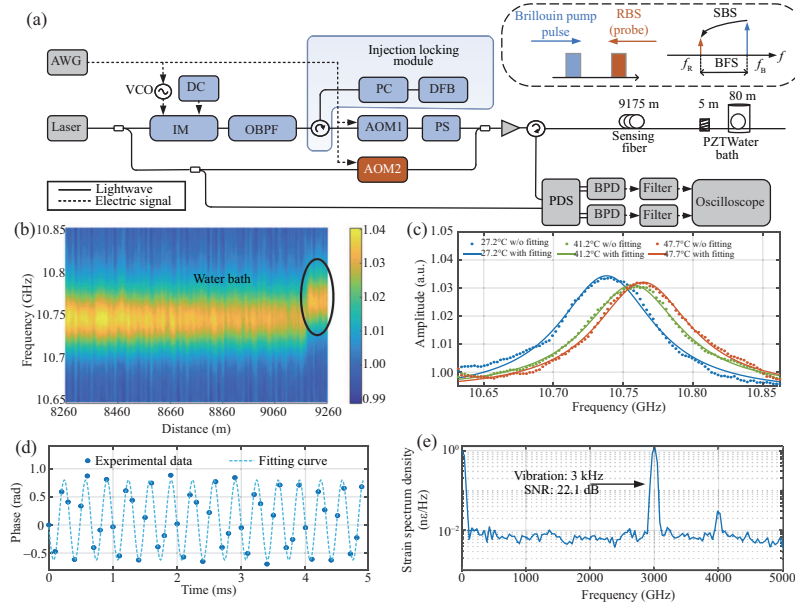 (a)
Brillouin pump
pulse
RBS
(probe)
SBS
f_R
BFS
f_B
f
Injection locking
module
AWG
VCO
DC
PC
DFB
Laser
IM
OBPF
AOM1
PS
AOM2
9175 m
Sensing
fiber
5 m
80 m
PZTWater
bath
Lightwave
Electric signal
PDS
BPD
Filter
BPD
Filter
Oscilloscope
(b)
10.85
10.80
10.75
10.70
10.65
Frequency (GHz)
Water bath
8260
8460
8660
8860
9060
9260
Distance (m)
1.04
1.03
1.02
1.01
1.00
0.99
(c)
1.05
1.04
1.03
1.02
1.01
1.00
Amplitude (a.u.)
27.2°C w/o fitting
41.2°C w/o fitting
47.7°C w/o fitting
27.2°C with fitting
41.2°C with fitting
47.7°C with fitting
10.65
10.70
10.75
10.80
10.85
Frequency (GHz)
(d)
Experimental data
Fitting curve
1.0
0.5
0
−0.5
Phase (rad)
0
1
2
3
4
5
Time (ms)
(e)
10⁰
10⁻²
Strain spectrum density
(nε/Hz)
Vibration: 3 kHz
SNR: 22.1 dB
0
1000
2000
3000
4000
5000
Frequency (GHz)